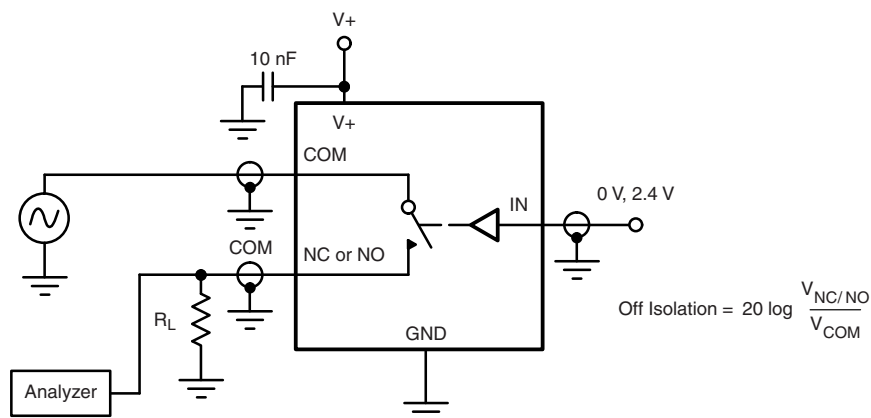 V+
10 nF
V+
COM
0 V, 2.4 V
IN
COM
NC or NO
Off Isolation = 20 log V_NC/NO / V_COM
R_L
GND
Analyzer